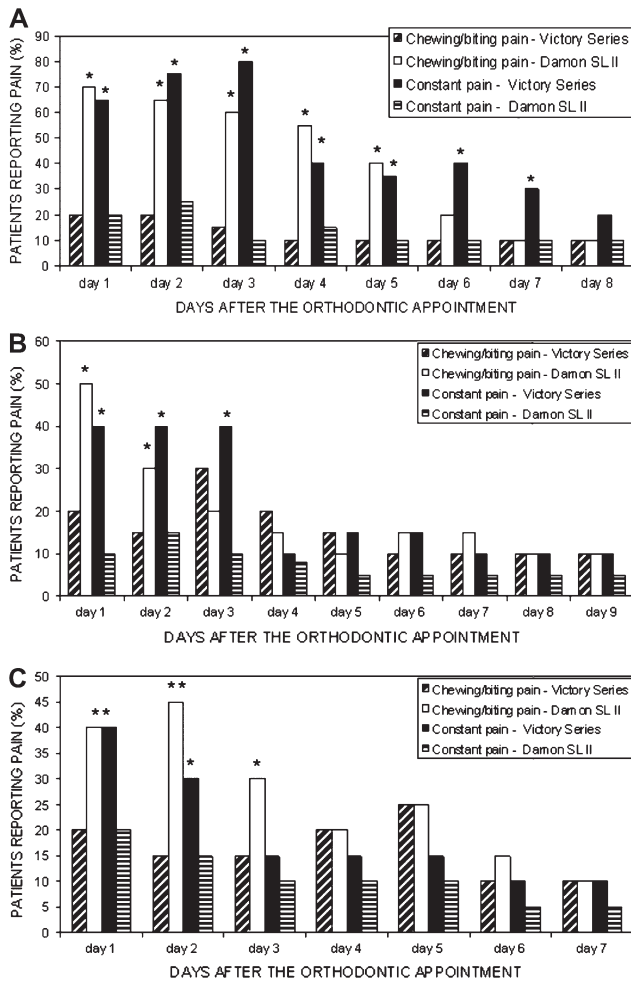 A
PATIENTS REPORTING PAIN (%)
90
80
70
60
50
40
30
20
10
0
Chewing/biting pain - Victory Series
Chewing/biting pain - Damon SL II
Constant pain - Victory Series
Constant pain - Damon SL II
* * * * * * * * * * * *
day 1 day 2 day 3 day 4 day 5 day 6 day 7 day 8
DAYS AFTER THE ORTHODONTIC APPOINTMENT
B
PATIENTS REPORTING PAIN (%)
60
50
40
30
20
10
0
Chewing/biting pain - Victory Series
Chewing/biting pain - Damon SL II
Constant pain - Victory Series
Constant pain - Damon SL II
* * * * *
day 1 day 2 day 3 day 4 day 5 day 6 day 7 day 8 day 9
DAYS AFTER THE ORTHODONTIC APPOINTMENT
C
PATIENTS REPORTING PAIN (%)
50
45
40
35
30
25
20
15
10
5
0
Chewing/biting pain - Victory Series
Chewing/biting pain - Damon SL II
Constant pain - Victory Series
Constant pain - Damon SL II
** ** * *
day 1 day 2 day 3 day 4 day 5 day 6 day 7
DAYS AFTER THE ORTHODONTIC APPOINTMENT